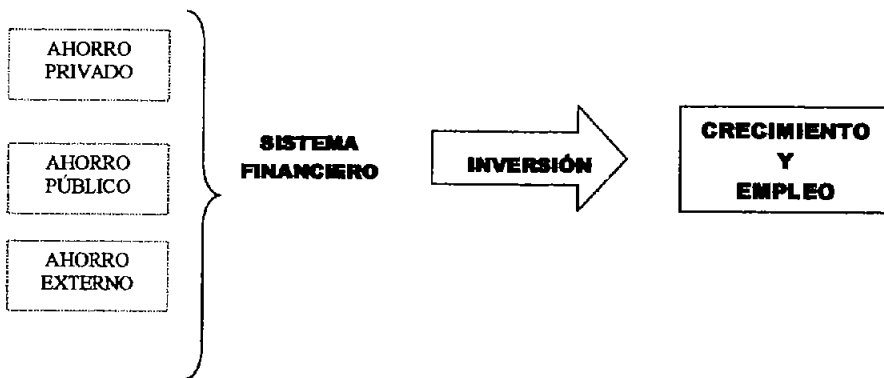 AHORRO
PRIVADO
AHORRO
PÚBLICO
AHORRO
EXTERNO
SISTEMA
FINANCIERO
INVERSIÓN
CRECIMIENTO
Y
EMPLEO